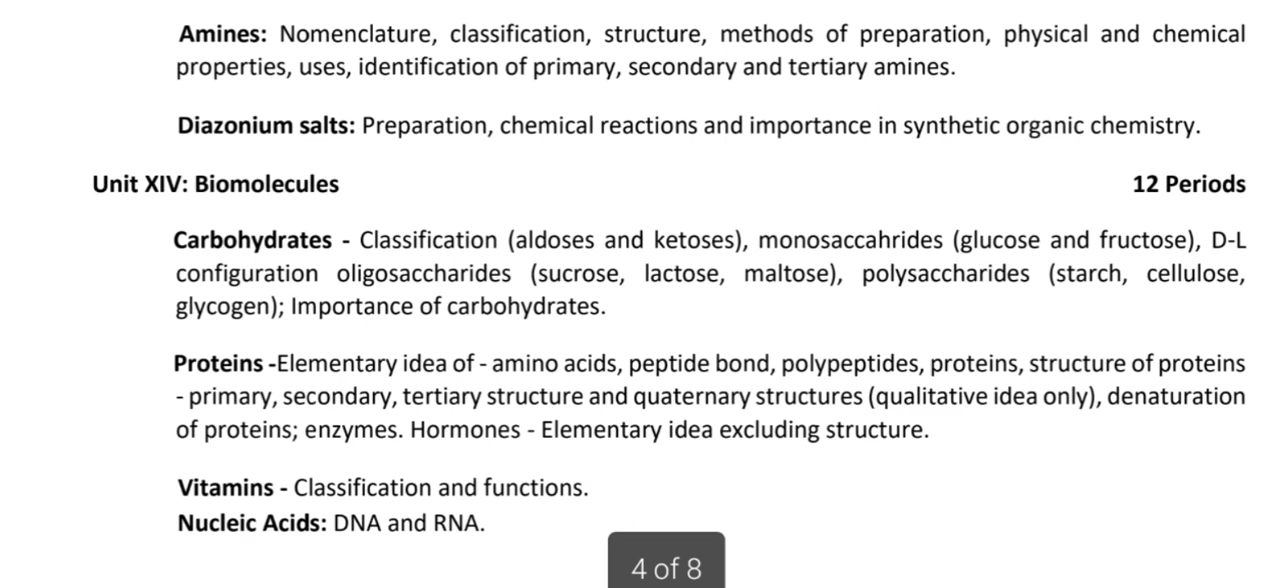 Amines: Nomenclature, classification, structure, methods of preparation, physical and chemical
properties, uses, identification of primary, secondary and tertiary amines.
Diazonium salts: Preparation, chemical reactions and importance in synthetic organic chemistry.
Unit XIV: Biomolecules 12 Periods
Carbohydrates - Classification (aldoses and ketoses), monosaccahrides (glucose and fructose), D-L
configuration oligosaccharides (sucrose, lactose, maltose), polysaccharides (starch, cellulose,
glycogen); Importance of carbohydrates.
Proteins -Elementary idea of - amino acids, peptide bond, polypeptides, proteins, structure of proteins
- primary, secondary, tertiary structure and quaternary structures (qualitative idea only), denaturation
of proteins; enzymes. Hormones - Elementary idea excluding structure.
Vitamins - Classification and functions.
Nucleic Acids: DNA and RNA.
4 of 8